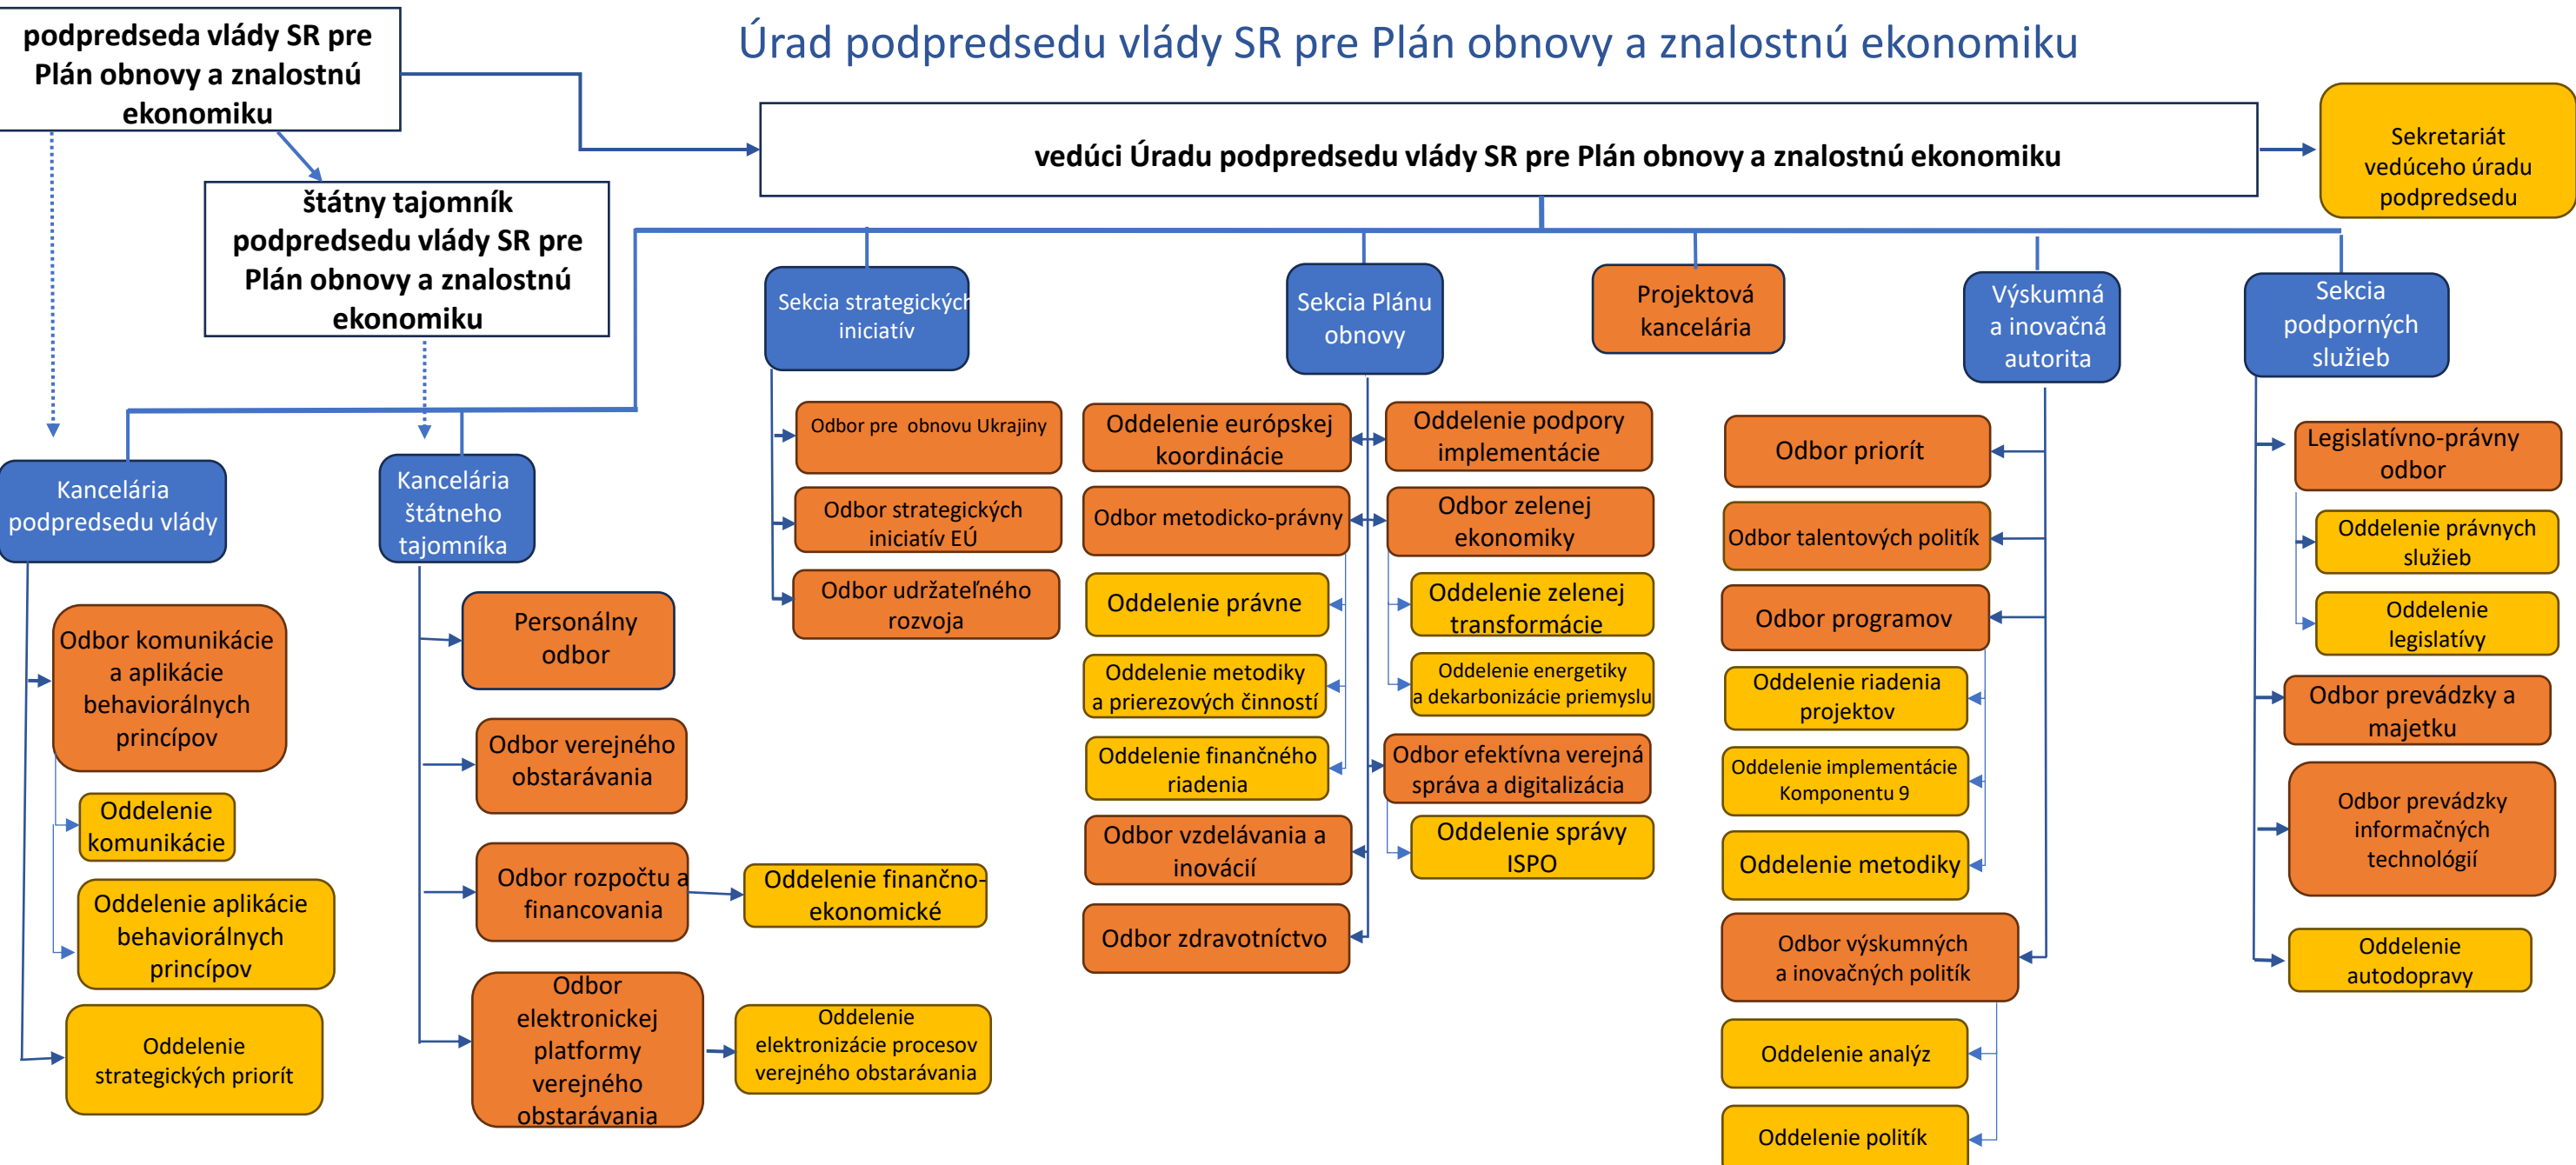 podpredseda vlády SR pre
Plán obnovy a znalostnú
ekonomiku
Úrad podpredsedu vlády SR pre Plán obnovy a znalostnú ekonomiku
vedúci Úradu podpredsedu vlády SR pre Plán obnovy a znalostnú ekonomiku
Sekretariát
vedúceho úradu
podpredsedu
štátny tajomník
podpredsedu vlády SR pre
Plán obnovy a znalostnú
ekonomiku
Kancelária
podpredsedu vlády
Odbor komunikácie
a aplikácie
behaviorálnych
princípov
Oddelenie
komunikácie
Oddelenie aplikácie
behaviorálnych
princípov
Oddelenie
strategických priorít
Kancelária
štátneho
tajomníka
Personálny
odbor
Odbor verejného
obstarávania
Odbor rozpočtu a
financovania
Oddelenie finančno-
ekonomické
Odbor
elektronickej
platformy
verejného
obstarávania
Oddelenie
elektronizácie procesov
verejného obstarávania
Sekcia strategických
iniciatív
Odbor pre obnovu Ukrajiny
Odbor strategických
iniciatív EÚ
Odbor udržateľného
rozvoja
Sekcia Plánu
obnovy
Oddelenie európskej
koordinácie
Odbor metodicko-právny
Oddelenie právne
Oddelenie metodiky
a prierezových činností
Oddelenie finančného
riadenia
Odbor vzdelávania a
inovácií
Odbor zdravotníctvo
Oddelenie podpory
implementácie
Odbor zelenej
ekonomiky
Oddelenie zelenej
transformácie
Oddelenie energetiky
a dekarbonizácie priemyslu
Odbor efektívna verejná
správa a digitalizácia
Oddelenie správy
ISPO
Projektová
kancelária
Výskumná
a inovačná
autorita
Odbor priorít
Odbor talentových politík
Odbor programov
Oddelenie riadenia
projektov
Oddelenie implementácie
Komponentu 9
Oddelenie metodiky
Odbor výskumných
a inovačných politík
Oddelenie analýz
Oddelenie politík
Sekcia
podporných
služieb
Legislatívno-právny
odbor
Oddelenie právnych
služieb
Oddelenie
legislatívy
Odbor prevádzky a
majetku
Odbor prevádzky
informačných
technológií
Oddelenie
autodopravy